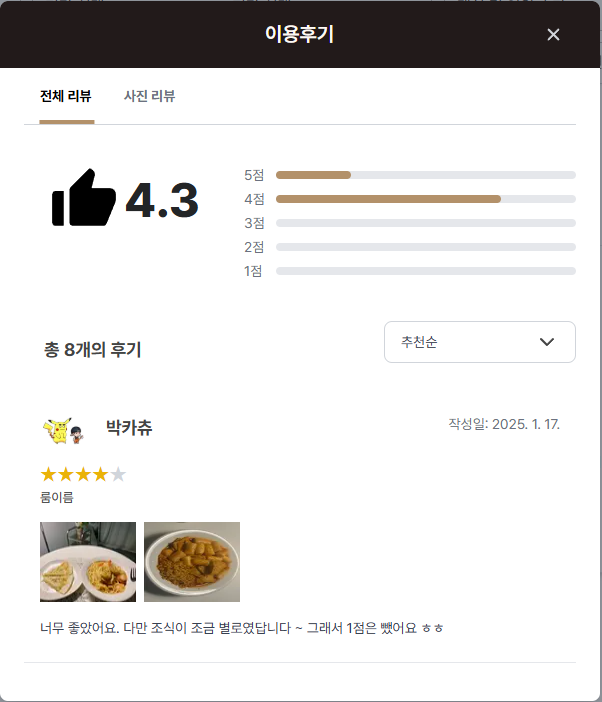 이용후기
전체 리뷰 사진 리뷰
4.3
5점
4점
3점
2점
1점
총 8개의 후기
추천순
박카츄
작성일: 2025. 1. 17.
룸이름
너무 좋았어요. 다만 조식이 조금 별로였답니다 ~ 그래서 1점은 뺐어요 ㅎㅎ